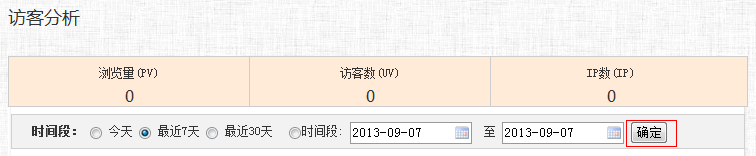 访客分析
浏览量(PV) 访客数(UV) IP数(IP)
0 0 0
时间段： 今天 最近7天 最近30天 时间段: 2013-09-07 至 2013-09-07 确定